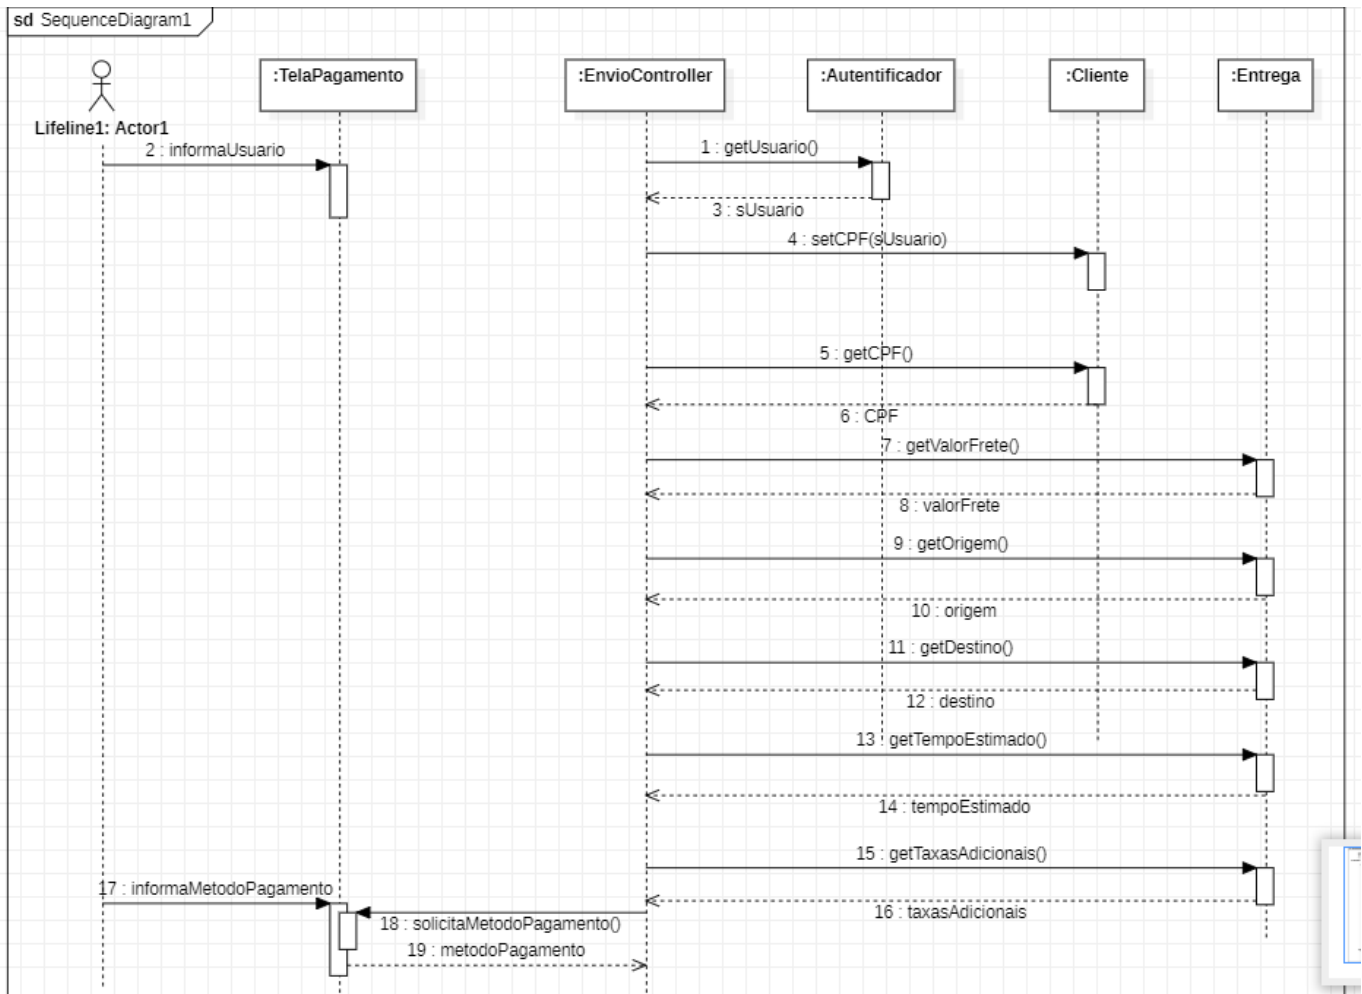 sd SequenceDiagram1
:TelaPagamento
:EnvioController
:Autentificador
:Cliente
:Entrega
Lifeline1: Actor1
2 : informaUsuario
1 : getUsuario()
3 : sUsuario
4 : setCPF(sUsuario)
5 : getCPF()
6 : CPF
7 : getValorFrete()
8 : valorFrete
9 : getOrigem()
10 : origem
11 : getDestino()
12 : destino
13 : getTempoEstimado()
14 : tempoEstimado
15 : getTaxasAdicionais()
17 : informaMetodoPagamento
16 : taxasAdicionais
18 : solicitaMetodoPagamento()
19 : metodoPagamento